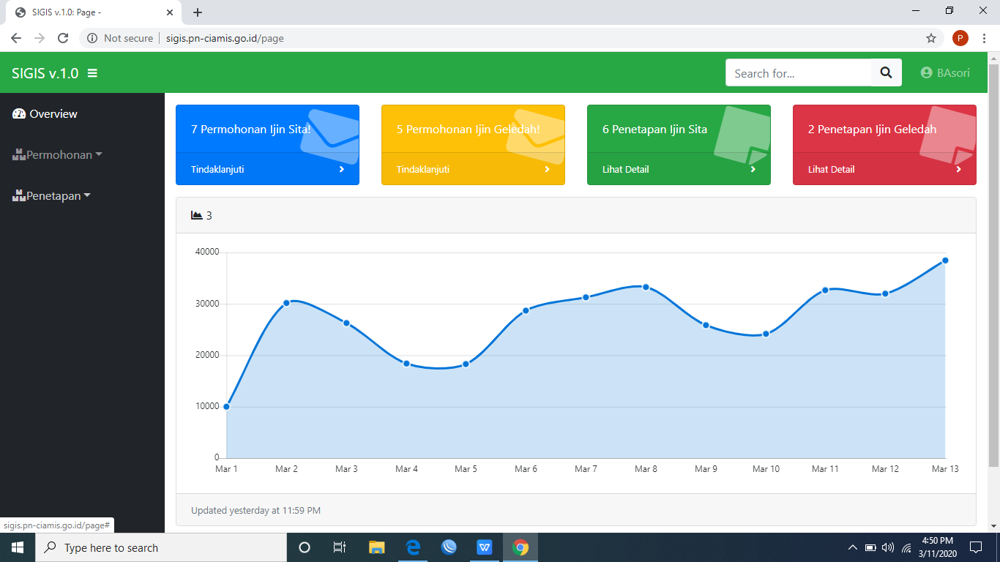 SIGIS v.1.0: Page -
Not secure
sigis.pn-ciamis.go.id/page
P
SIGIS v.1.0
Search for...
BAsori
Overview
Permohonan
Penetapan
7 Permohonan Ijin Sita!
Tindaklanjuti
5 Permohonan Ijin Geledah!
Tindaklanjuti
6 Penetapan Ijin Sita
Lihat Detail
2 Penetapan Ijin Geledah
Lihat Detail
3
40000
30000
20000
10000
0
Mar 1 Mar 2 Mar 3 Mar 4 Mar 5 Mar 6 Mar 7 Mar 8 Mar 9 Mar 10 Mar 11 Mar 12 Mar 13
Updated yesterday at 11:59 PM
sigis.pn-ciamis.go.id/page#
Type here to search
W
4:50 PM
3/11/2020